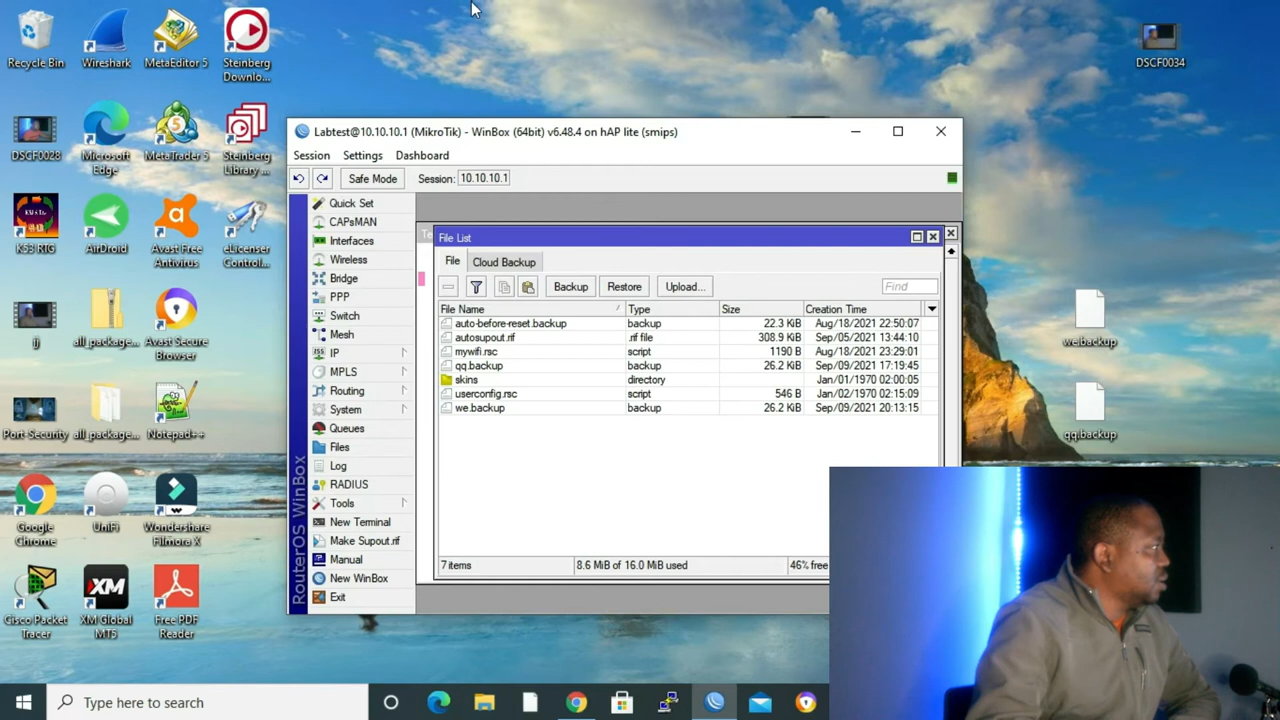 Recycle Bin
Wireshark
MetaEditor 5
Steinberg
Downlo...
DSCF0028
Microsoft
Edge
MetaTrader 5
Steinberg
Library ...
K53 RIG
AirDroid
Avast Free
Antivirus
eLicenser
Control...
jj
all_package...
Avast Secure
Browser
Port-Security
all_package...
Notepad++
Google
Chrome
UniFi
Wondershare
Filmora X
Cisco Packet
Tracer
XM
XM Global
MT5
Free PDF
Reader
DSCF0034
we.backup
qq.backup
Labtest@10.10.10.1 (MikroTik) - WinBox (64bit) v6.48.4 on hAP lite (smips)
Session Settings Dashboard
Safe Mode Session: 10.10.10.1
RouterOS WinBox
Quick Set
CAPsMAN
Interfaces
Wireless
Bridge
PPP
Switch
Mesh
IP
MPLS
Routing
System
Queues
Files
Log
RADIUS
Tools
New Terminal
Make Supout.rif
Manual
New WinBox
Exit
Te
File List
File Cloud Backup
Backup Restore Upload... Find
File Name Type Size Creation Time
auto-before-reset.backup backup 22.3 KiB Aug/18/2021 22:50:07
autosupout.rif .rif file 308.9 KiB Sep/05/2021 13:44:10
mywifi.rsc script 1190 B Aug/18/2021 23:29:01
qq.backup backup 26.2 KiB Sep/09/2021 17:19:45
skins directory Jan/01/1970 02:00:05
userconfig.rsc script 546 B Jan/02/1970 02:15:09
we.backup backup 26.2 KiB Sep/09/2021 20:13:15
7 items 8.6 MiB of 16.0 MiB used 46% free
Type here to search